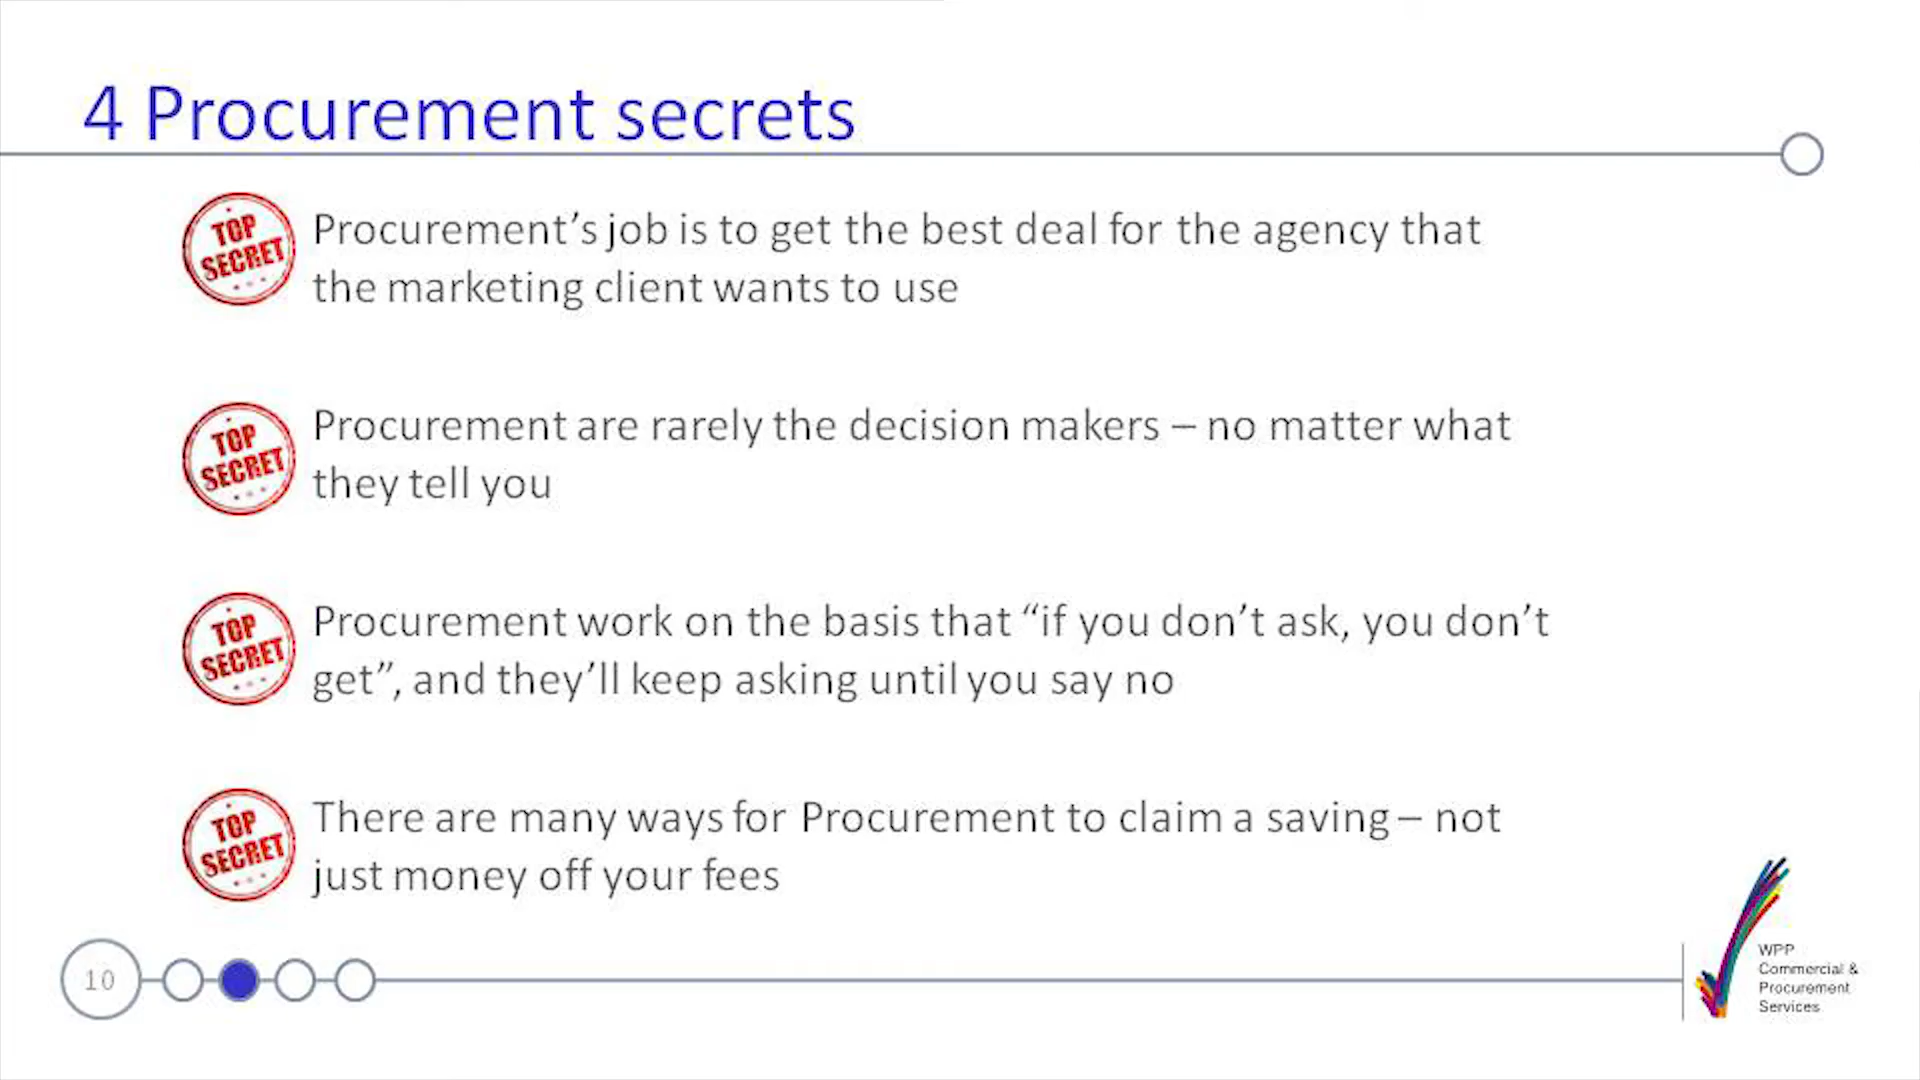 4 Procurement secrets
TOP
SECRET
Procurement’s job is to get the best deal for the agency that
the marketing client wants to use
TOP
SECRET
Procurement are rarely the decision makers – no matter what
they tell you
TOP
SECRET
Procurement work on the basis that “if you don’t ask, you don’t
get”, and they’ll keep asking until you say no
TOP
SECRET
There are many ways for Procurement to claim a saving – not
just money off your fees
10
WPP
Commercial &
Procurement
Services